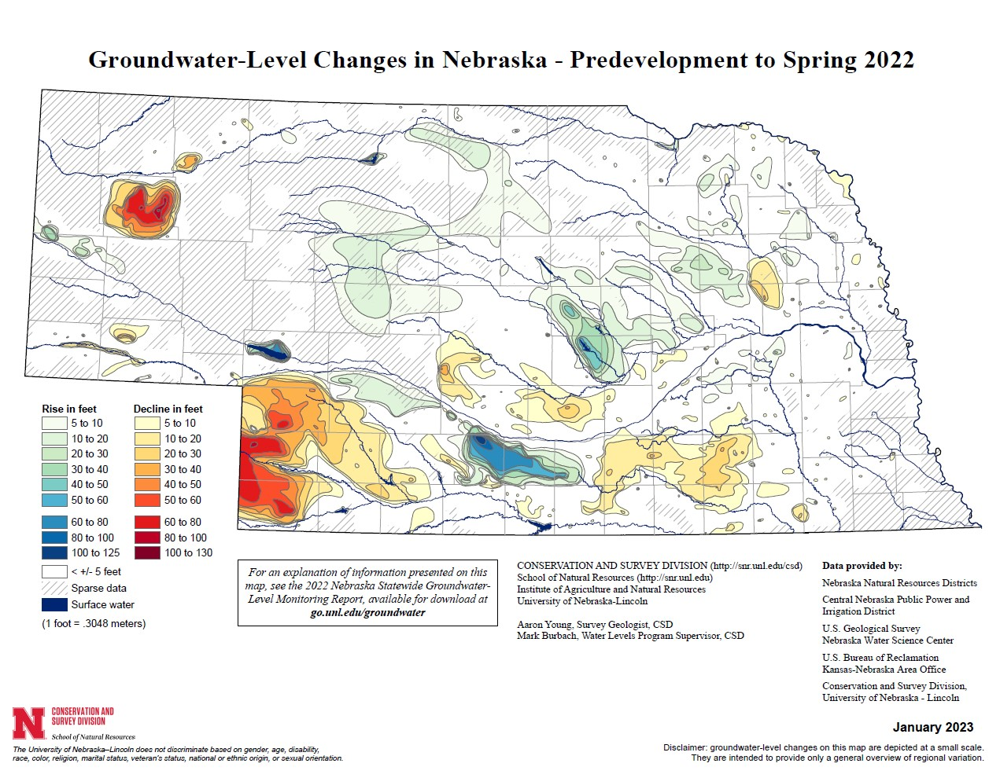 Groundwater-Level Changes in Nebraska - Predevelopment to Spring 2022
Rise in feet
5 to 10
10 to 20
20 to 30
30 to 40
40 to 50
50 to 60
60 to 80
80 to 100
100 to 125
Decline in feet
5 to 10
10 to 20
20 to 30
30 to 40
40 to 50
50 to 60
60 to 80
80 to 100
100 to 130
< +/- 5 feet
Sparse data
Surface water
(1 foot = .3048 meters)
For an explanation of information presented on this
map, see the 2022 Nebraska Statewide Groundwater-
Level Monitoring Report, available for download at
go.unl.edu/groundwater
CONSERVATION AND SURVEY DIVISION (http://snr.unl.edu/csd)
School of Natural Resources (http://snr.unl.edu)
Institute of Agriculture and Natural Resources
University of Nebraska-Lincoln
Aaron Young, Survey Geologist, CSD
Mark Burbach, Water Levels Program Supervisor, CSD
Data provided by:
Nebraska Natural Resources Districts
Central Nebraska Public Power and
Irrigation District
U.S. Geological Survey
Nebraska Water Science Center
U.S. Bureau of Reclamation
Kansas-Nebraska Area Office
Conservation and Survey Division,
University of Nebraska - Lincoln
January 2023
N
CONSERVATION AND
SURVEY DIVISION
School of Natural Resources
The University of Nebraska–Lincoln does not discriminate based on gender, age, disability,
race, color, religion, marital status, veteran's status, national or ethnic origin, or sexual orientation.
Disclaimer: groundwater-level changes on this map are depicted at a small scale.
They are intended to provide only a general overview of regional variation.